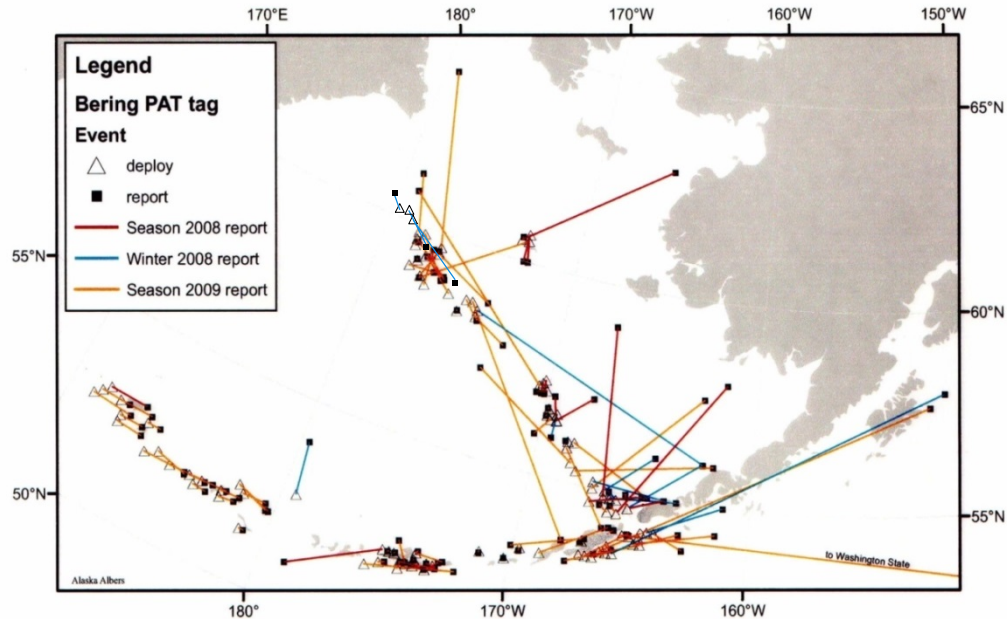 170°E 180° 170°W 160°W 150°W
Legend
Bering PAT tag
Event
deploy
report
Season 2008 report
Winter 2008 report
Season 2009 report
65°N
55°N
60°N
50°N
55°N
to Washington State
Alaska Albers
180° 170°W 160°W